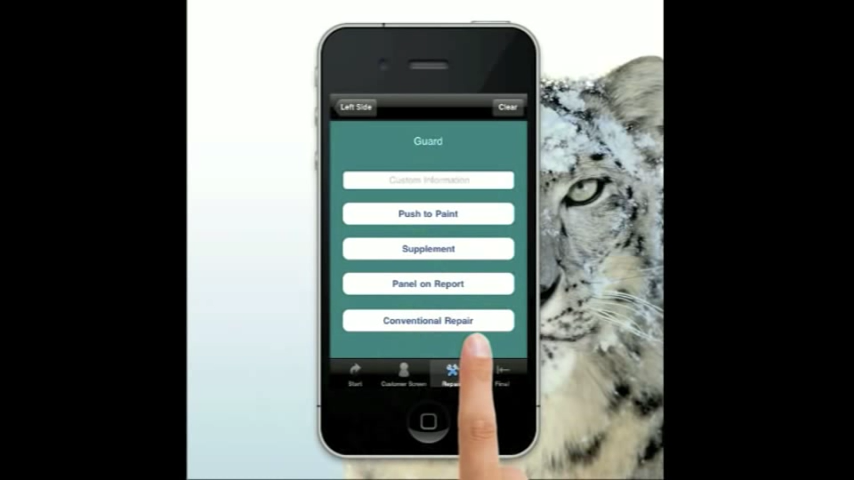 Left Side
Clear
Guard
Custom Information
Push to Paint
Supplement
Panel on Report
Conventional Repair
Start
Customer Screen
Final